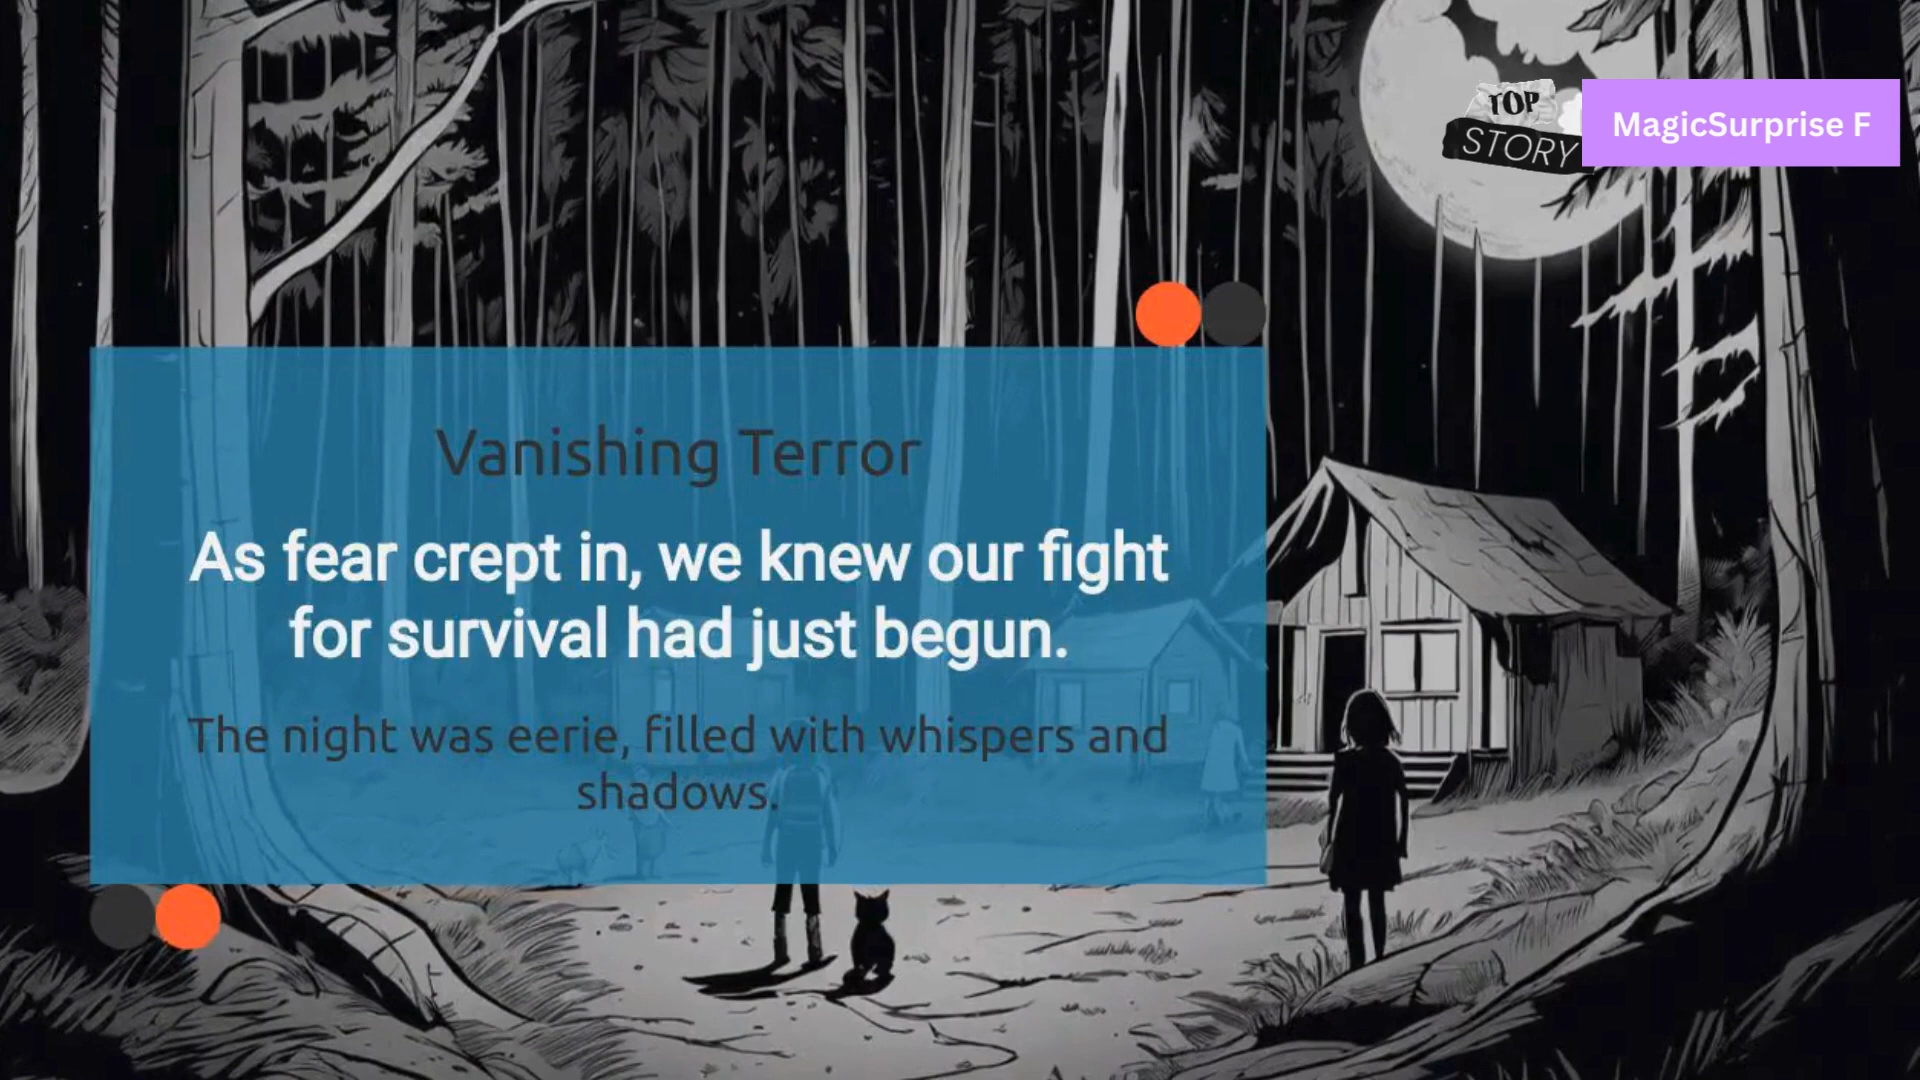 TOP
STORY
MagicSurprise F
Vanishing Terror
As fear crept in, we knew our fight
for survival had just begun.
The night was eerie, filled with whispers and
shadows.